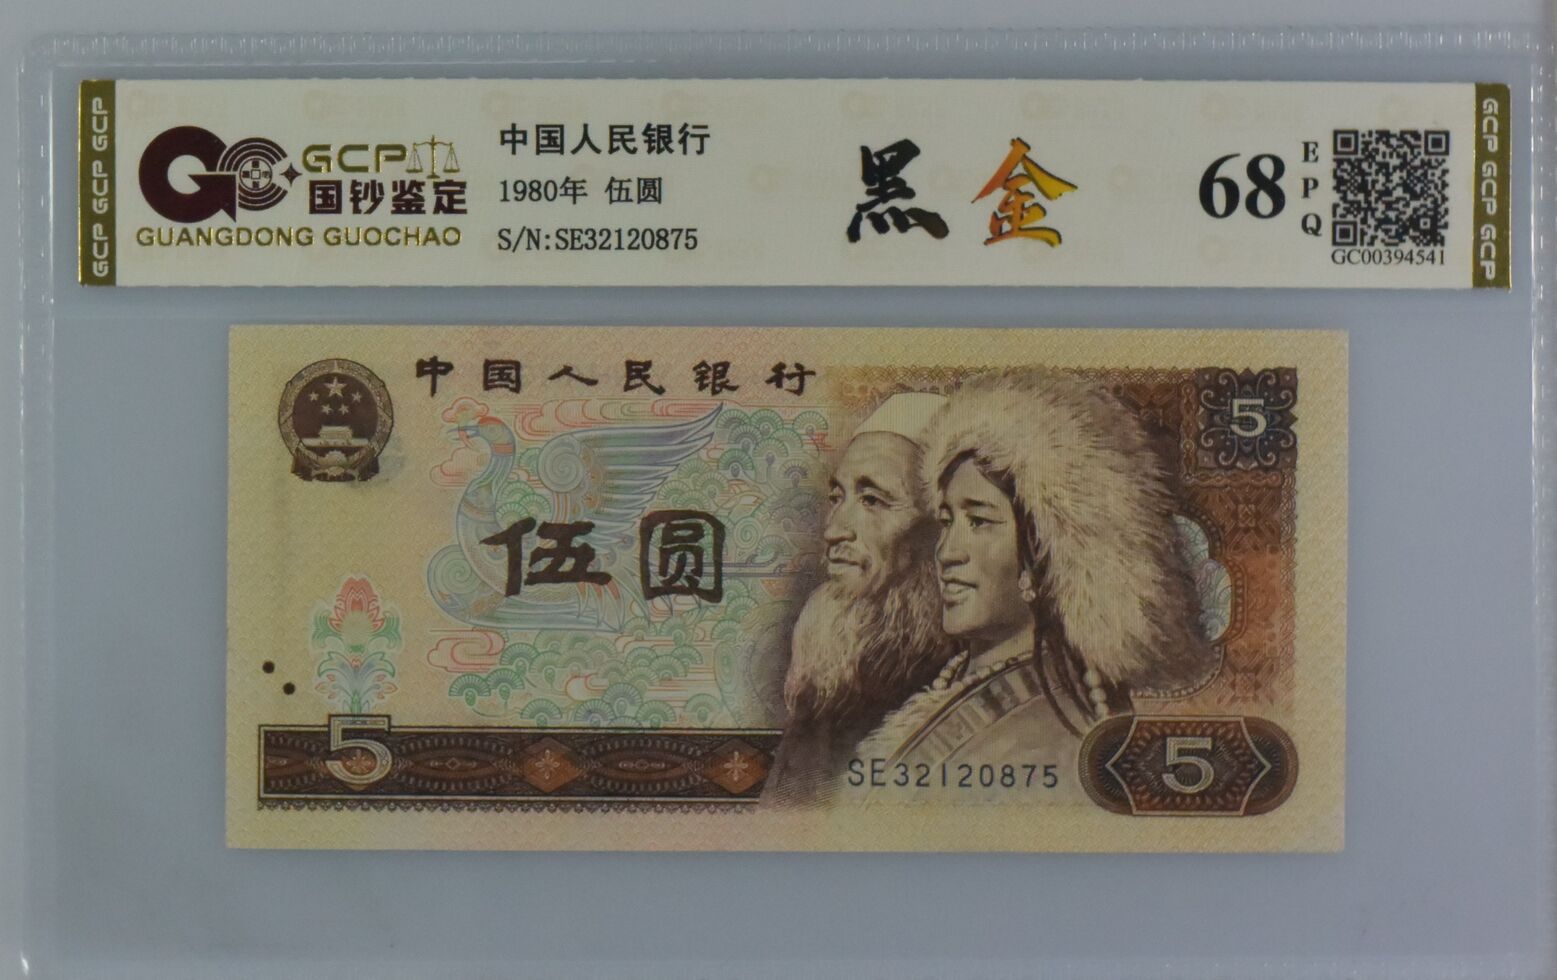 GCP GCP GCP
GCP
国钞鉴定
GUANGDONG GUOCHAO
中国人民银行
1980年 伍圆
S/N:SE32120875
黑金
68
EPQ
GC00394541
GCP GCP GCP
中国人民银行
5
伍圆
5
SE32120875
5